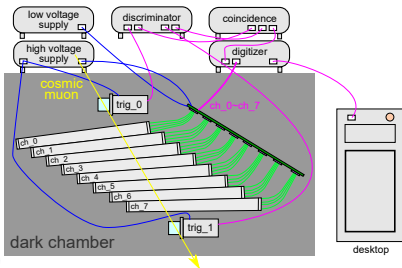 low voltage
supply
discriminator
coincidence
high voltage
supply
digitizer
cosmic
muon
trig_0
ch_0~ch_7
ch_0
ch_1
ch_2
ch_3
ch_4
ch_5
ch_6
ch_7
trig_1
dark chamber
desktop